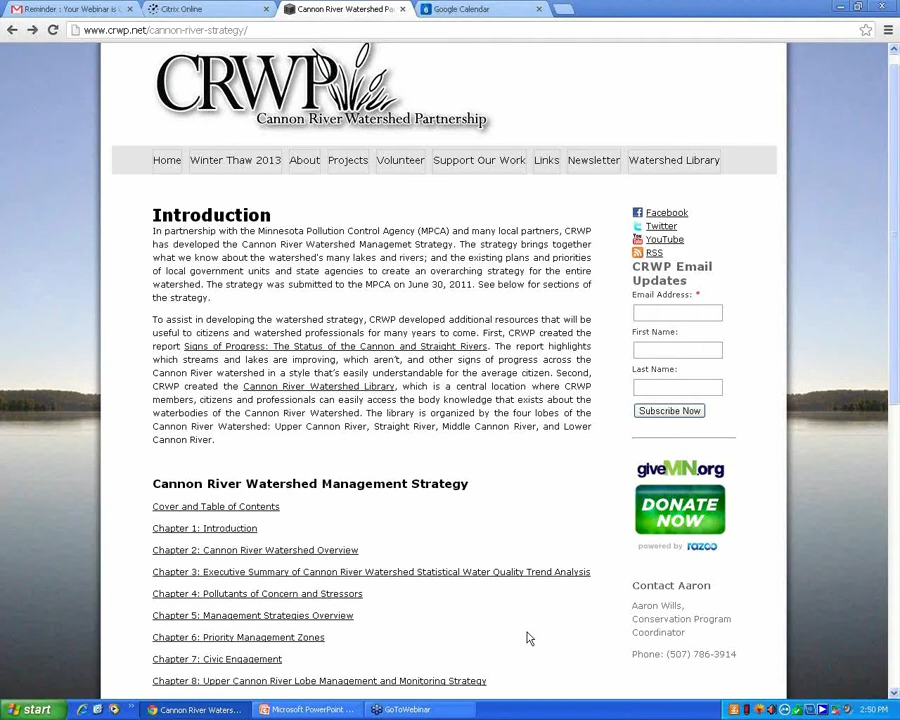 Reminder : Your Webinar is
Citrix Online
Cannon River Watershed Pa
Google Calendar
www.crwp.net/cannon-river-strategy/
CRWP
Cannon River Watershed Partnership
Home Winter Thaw 2013 About Projects Volunteer Support Our Work Links Newsletter Watershed Library
Introduction
In partnership with the Minnesota Pollution Control Agency (MPCA) and many local partners, CRWP
has developed the Cannon River Watershed Managemet Strategy. The strategy brings together
what we know about the watershed's many lakes and rivers; and the existing plans and priorities
of local government units and state agencies to create an overarching strategy for the entire
watershed. The strategy was submitted to the MPCA on June 30, 2011. See below for sections of
the strategy.
To assist in developing the watershed strategy, CRWP developed additional resources that will be
useful to citizens and watershed professionals for many years to come. First, CRWP created the
report Signs of Progress: The Status of the Cannon and Straight Rivers. The report highlights
which streams and lakes are improving, which aren't, and other signs of progress across the
Cannon River watershed in a style that's easily understandable for the average citizen. Second,
CRWP created the Cannon River Watershed Library, which is a central location where CRWP
members, citizens and professionals can easily access the body knowledge that exists about the
waterbodies of the Cannon River Watershed. The library is organized by the four lobes of the
Cannon River Watershed: Upper Cannon River, Straight River, Middle Cannon River, and Lower
Cannon River.
Cannon River Watershed Management Strategy
Cover and Table of Contents
Chapter 1: Introduction
Chapter 2: Cannon River Watershed Overview
Chapter 3: Executive Summary of Cannon River Watershed Statistical Water Quality Trend Analysis
Chapter 4: Pollutants of Concern and Stressors
Chapter 5: Management Strategies Overview
Chapter 6: Priority Management Zones
Chapter 7: Civic Engagement
Chapter 8: Upper Cannon River Lobe Management and Monitoring Strategy
Facebook
Twitter
YouTube
RSS
CRWP Email
Updates
Email Address: *
First Name:
Last Name:
Subscribe Now
giveMN.org
DONATE
NOW
powered by razoo
Contact Aaron
Aaron Wills,
Conservation Program
Coordinator
Phone: (507) 786-3914
start
Cannon River Waters...
Microsoft PowerPoint ...
GoToWebinar
2:50 PM